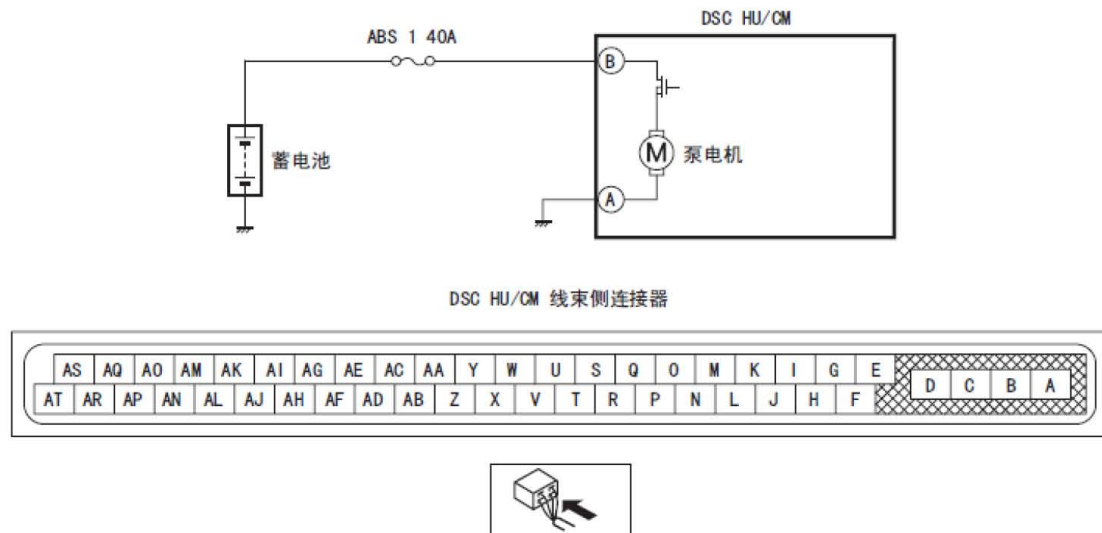 DSC HU/CM
ABS 1 40A
B
蓄电池
M 泵电机
A
DSC HU/CM 线束侧连接器
AS AQ AO AM AK AI AG AE AC AA Y W U S Q O M K I G E
D C B A
AT AR AP AN AL AJ AH AF AD AB Z X V T R P N L J H F